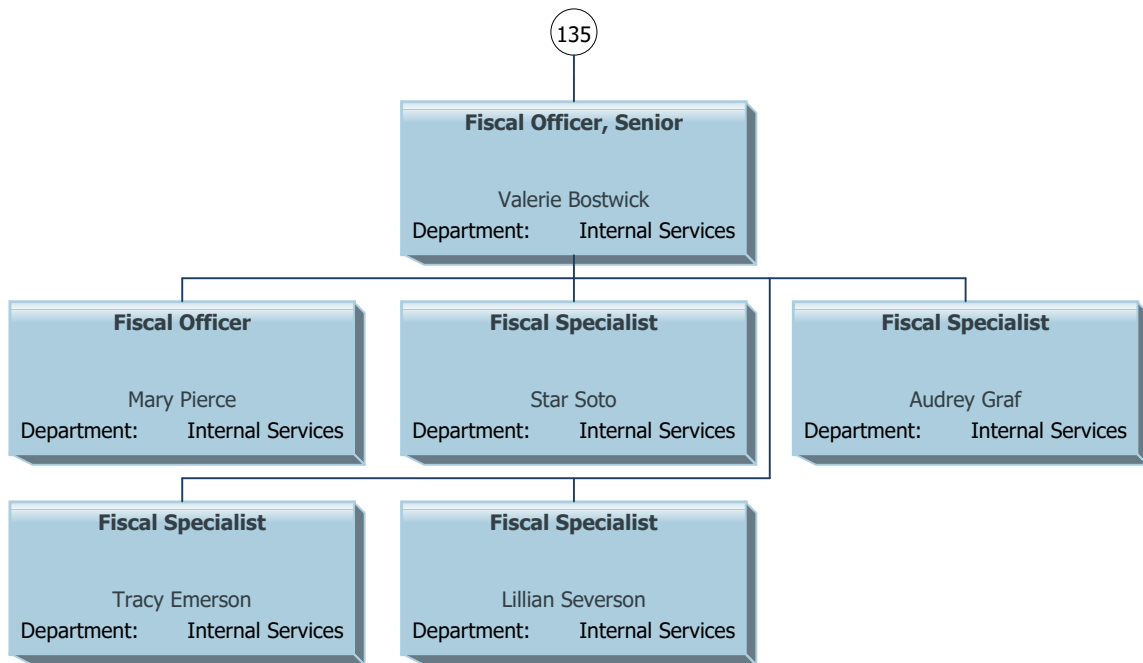 135
Fiscal Officer, Senior
Valerie Bostwick
Department: Internal Services
Fiscal Officer
Mary Pierce
Department: Internal Services
Fiscal Specialist
Star Soto
Department: Internal Services
Fiscal Specialist
Audrey Graf
Department: Internal Services
Fiscal Specialist
Tracy Emerson
Department: Internal Services
Fiscal Specialist
Lillian Severson
Department: Internal Services